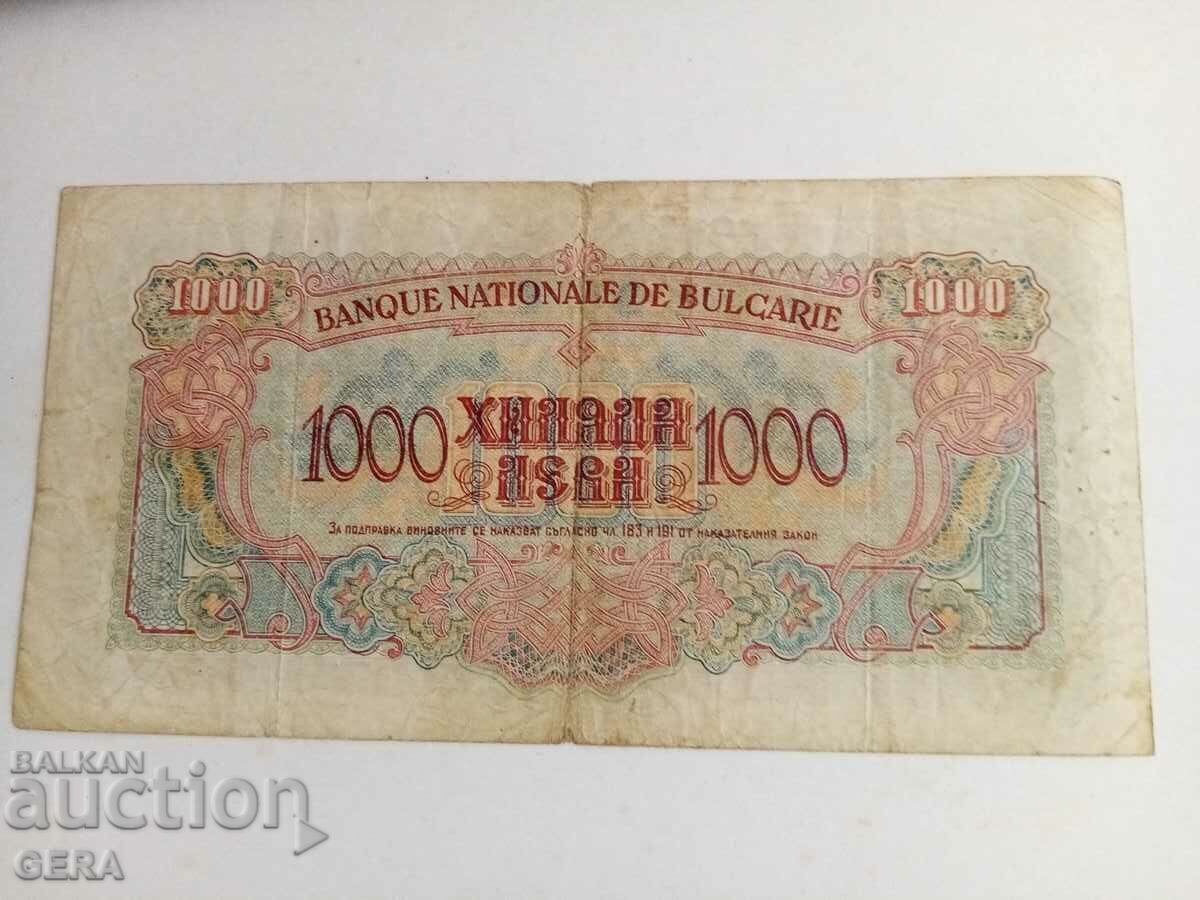 1000 BANQUE NATIONALE DE BULGARIE 1000
1000 ХИЛЯДА 1000
ЛЕВА
ЗА ПОДПРАВКА ВИНОВНИТЕ СЕ НАКАЗВАТ СЪГЛАСНО ЧЛ. 183 И 191 ОТ НАКАЗАТЕЛНИЯ ЗАКОН
BALKAN
auction
GERA